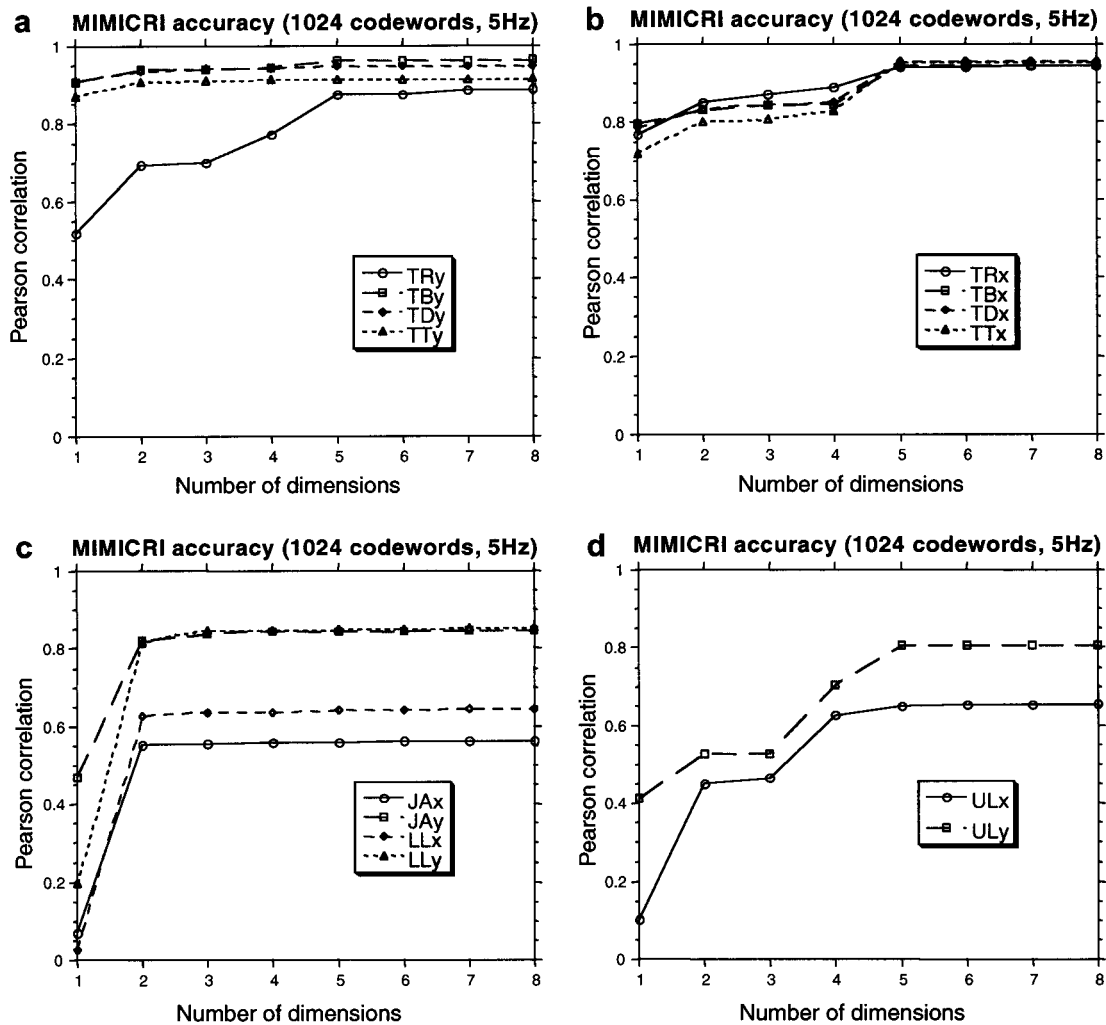 a MIMICRI accuracy (1024 codewords, 5Hz)
1
0.8
0.6
0.4
0.2
0
Pearson correlation
TRy
TBy
TDy
TTy
1 2 3 4 5 6 7 8
Number of dimensions
b MIMICRI accuracy (1024 codewords, 5Hz)
1
0.8
0.6
0.4
0.2
0
Pearson correlation
TRx
TBx
TDx
TTx
1 2 3 4 5 6 7 8
Number of dimensions
c MIMICRI accuracy (1024 codewords, 5Hz)
1
0.8
0.6
0.4
0.2
0
Pearson correlation
JAx
JAy
LLx
LLy
1 2 3 4 5 6 7 8
Number of dimensions
d MIMICRI accuracy (1024 codewords, 5Hz)
1
0.8
0.6
0.4
0.2
0
Pearson correlation
ULx
ULy
1 2 3 4 5 6 7 8
Number of dimensions